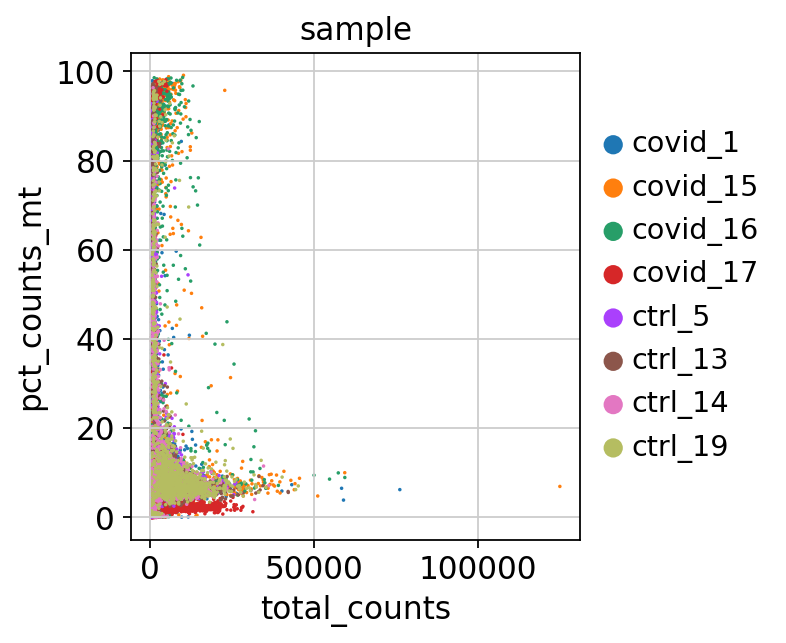 sample
pct_counts_mt
100
80
60
40
20
0
0
50000
100000
total_counts
covid_1
covid_15
covid_16
covid_17
ctrl_5
ctrl_13
ctrl_14
ctrl_19